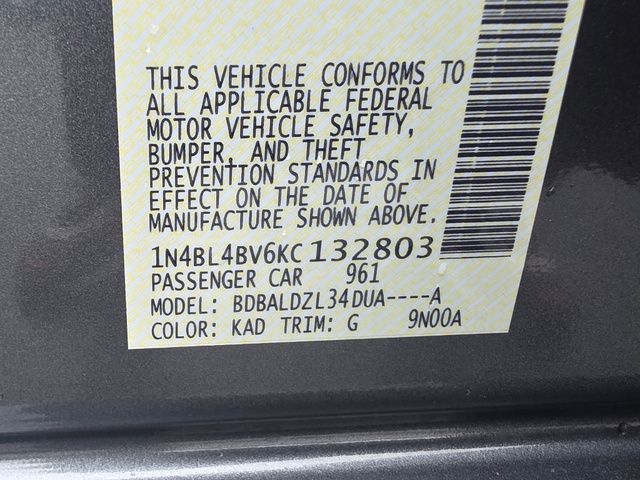 THIS VEHICLE CONFORMS TO
ALL APPLICABLE FEDERAL
MOTOR VEHICLE SAFETY,
BUMPER, AND THEFT
PREVENTION STANDARDS IN
EFFECT ON THE DATE OF
MANUFACTURE SHOWN ABOVE.
1N4BL4BV6KC132803
PASSENGER CAR 961
MODEL: BDBALDZL34DUA----A
COLOR: KAD TRIM: G 9N00A